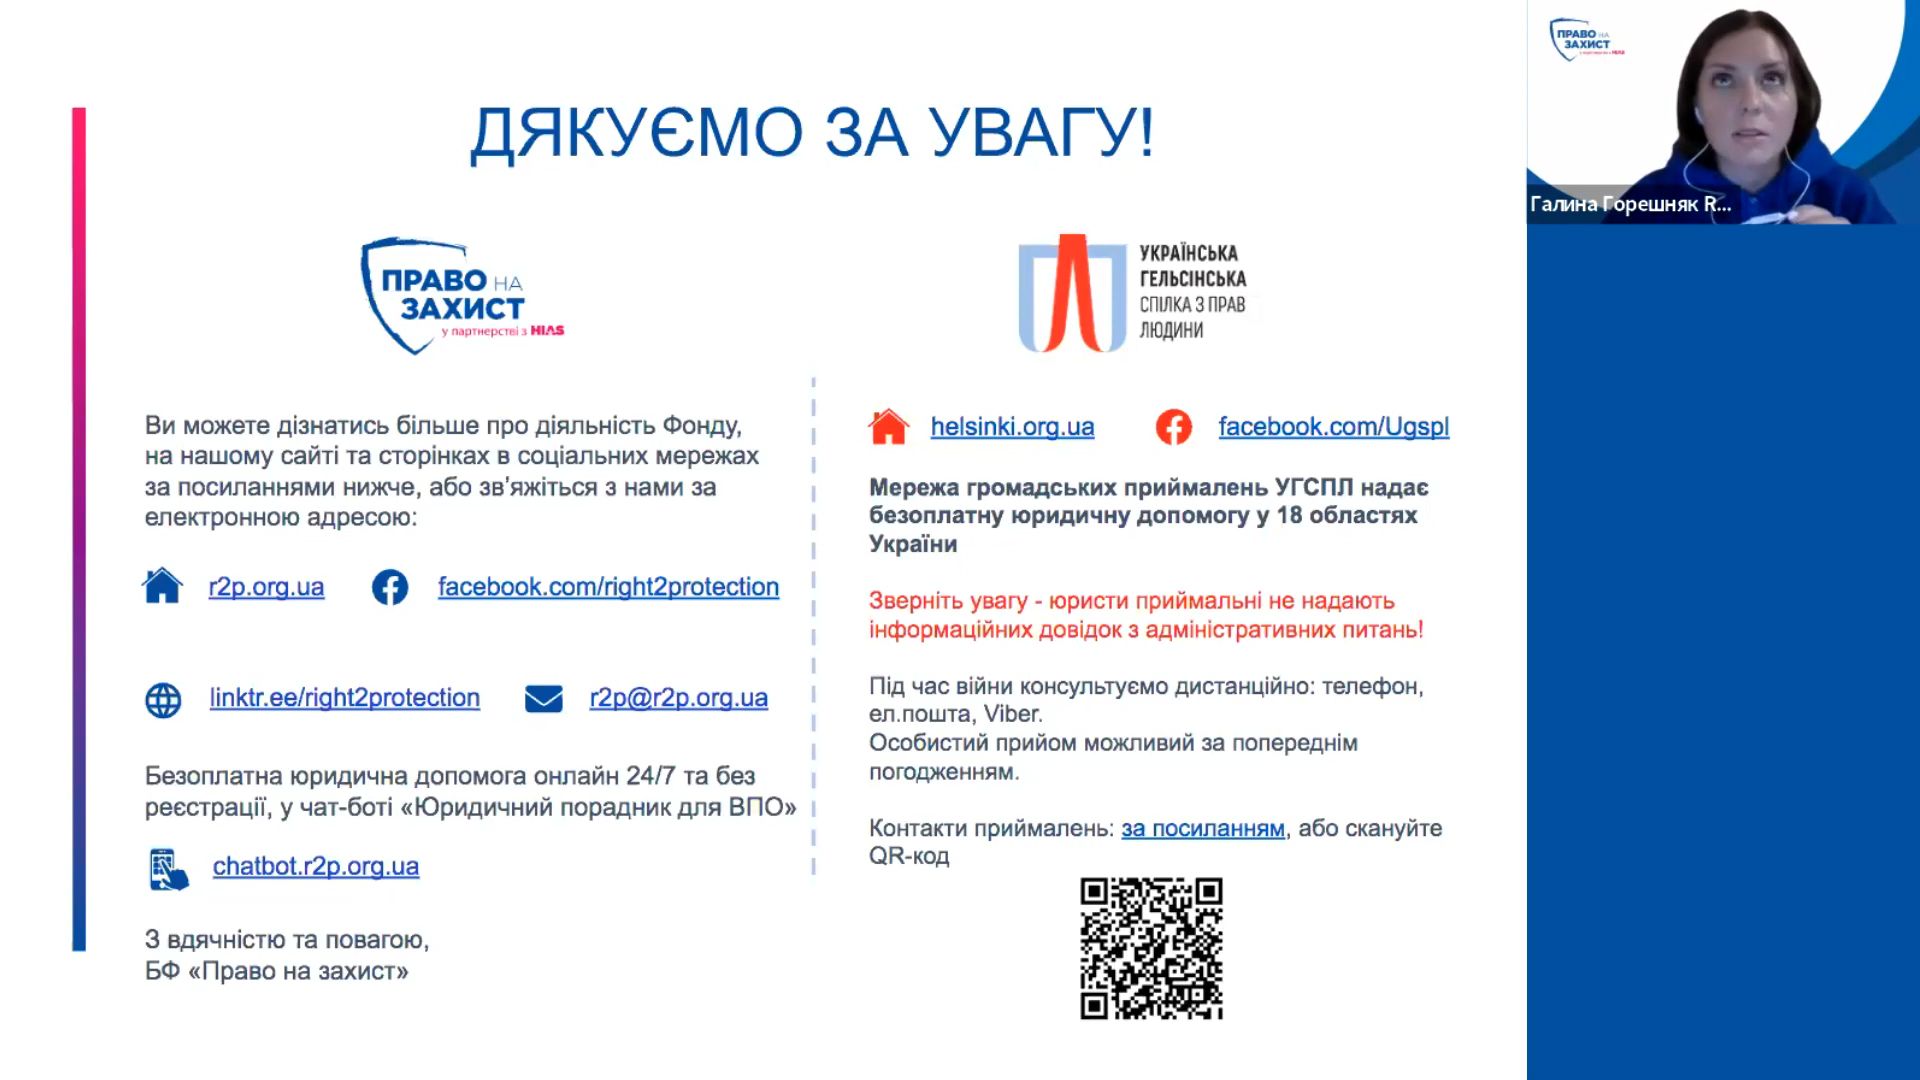 ДЯКУЄМО ЗА УВАГУ!
ПРАВО НА
ЗАХИСТ
у партнерстві з HIAS
Ви можете дізнатись більше про діяльність Фонду,
на нашому сайті та сторінках в соціальних мережах
за посиланнями нижче, або зв’яжіться з нами за
електронною адресою:
r2p.org.ua
facebook.com/right2protection
linktr.ee/right2protection
r2p@r2p.org.ua
Безоплатна юридична допомога онлайн 24/7 та без
реєстрації, у чат-боті «Юридичний порадник для ВПО»
chatbot.r2p.org.ua
З вдячністю та повагою,
БФ «Право на захист»
УКРАЇНСЬКА
ГЕЛЬСІНСЬКА
СПІЛКА З ПРАВ
ЛЮДИНИ
helsinki.org.ua
facebook.com/Ugspl
Мережа громадських приймалень УГСПЛ надає
безоплатну юридичну допомогу у 18 областях
України
Зверніть увагу - юристи приймальні не надають
інформаційних довідок з адміністративних питань!
Під час війни консультуємо дистанційно: телефон,
ел.пошта, Viber.
Особистий прийом можливий за попереднім
погодженням.
Контакти приймалень: за посиланням, або скануйте
QR-код
ПРАВО НА
ЗАХИСТ
у партнерстві з HIAS
Галина Горешняк R...